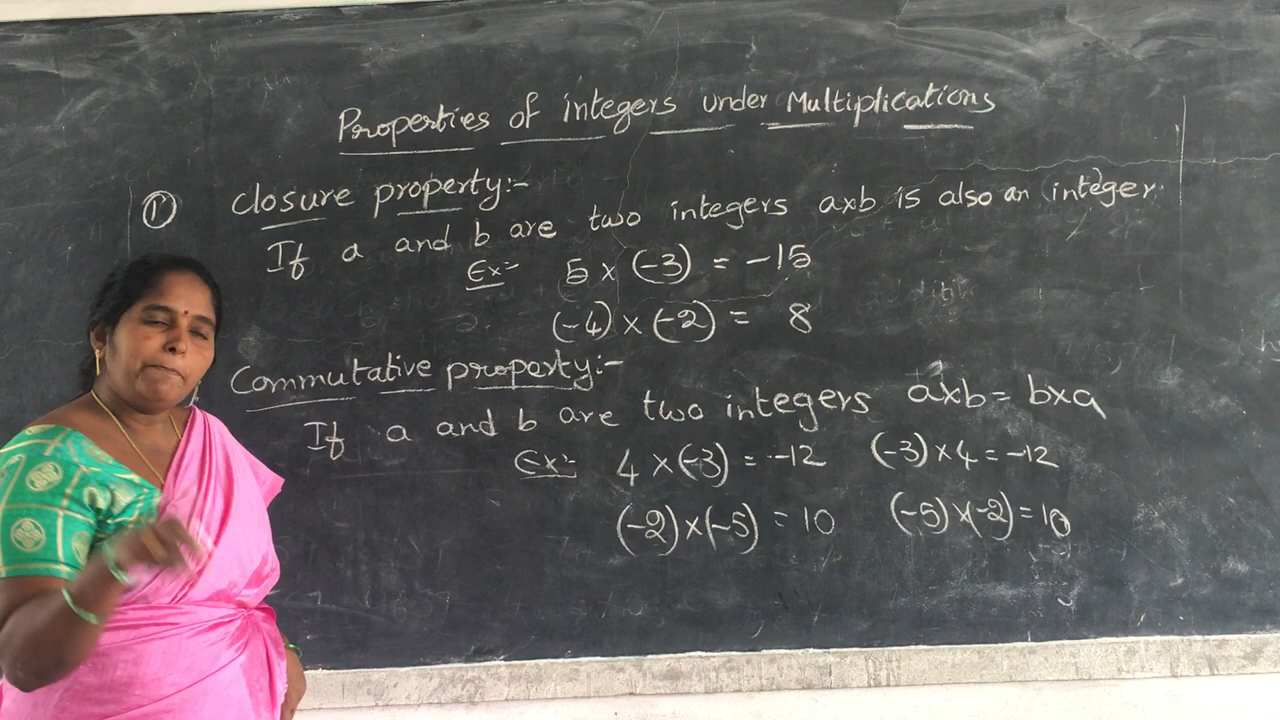 Properties of integers under Multiplications
① Closure property:-
If a and b are two integers axb is also an integer.
Ex:- 5 x (-3) = -15
(-4) x (-2) = 8
Commutative property:-
If a and b are two integers axb = bxa
Ex:- 4 x (-3) = -12 (-3) x 4 = -12
(-2) x (-5) = 10 (-5) x (-2) = 10